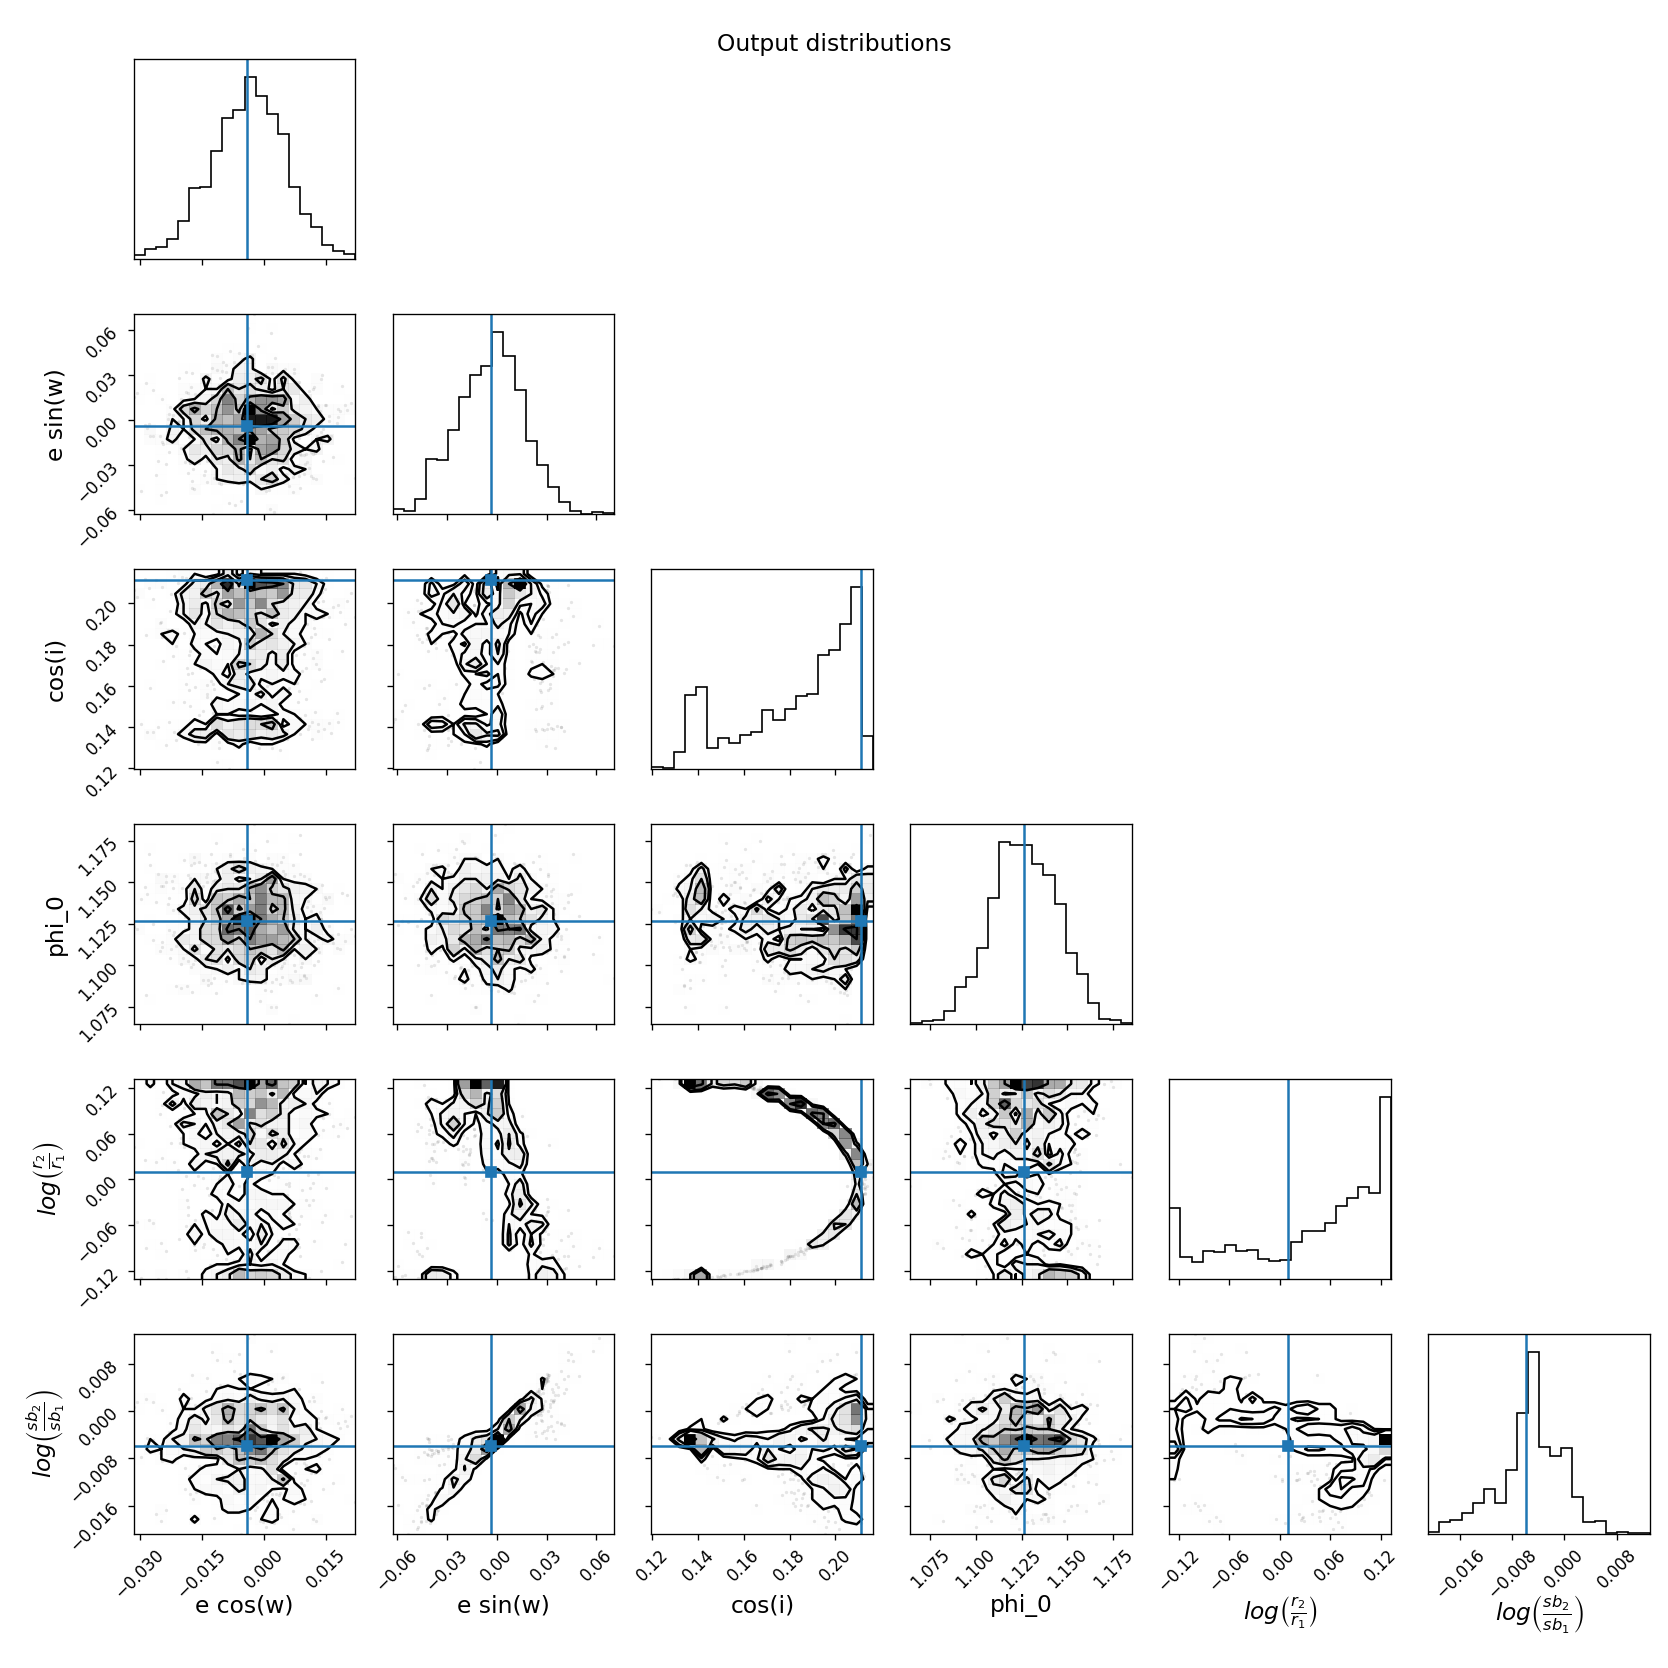 Output distributions
e sin(w)
0.06
0.03
0.00
−0.03
−0.06
cos(i)
0.20
0.18
0.16
0.14
0.12
phi_0
1.175
1.150
1.125
1.100
1.075
log(r2/r1)
0.12
0.06
0.00
−0.06
−0.12
log(sb2/sb1)
0.008
0.000
−0.008
−0.016
−0.030 −0.015 0.000 0.015
e cos(w)
−0.06 −0.03 0.00 0.03 0.06
e sin(w)
0.12 0.14 0.16 0.18 0.20
cos(i)
1.075 1.100 1.125 1.150 1.175
phi_0
−0.12 −0.06 0.00 0.06 0.12
log(r2/r1)
−0.016 −0.008 0.000 0.008
log(sb2/sb1)